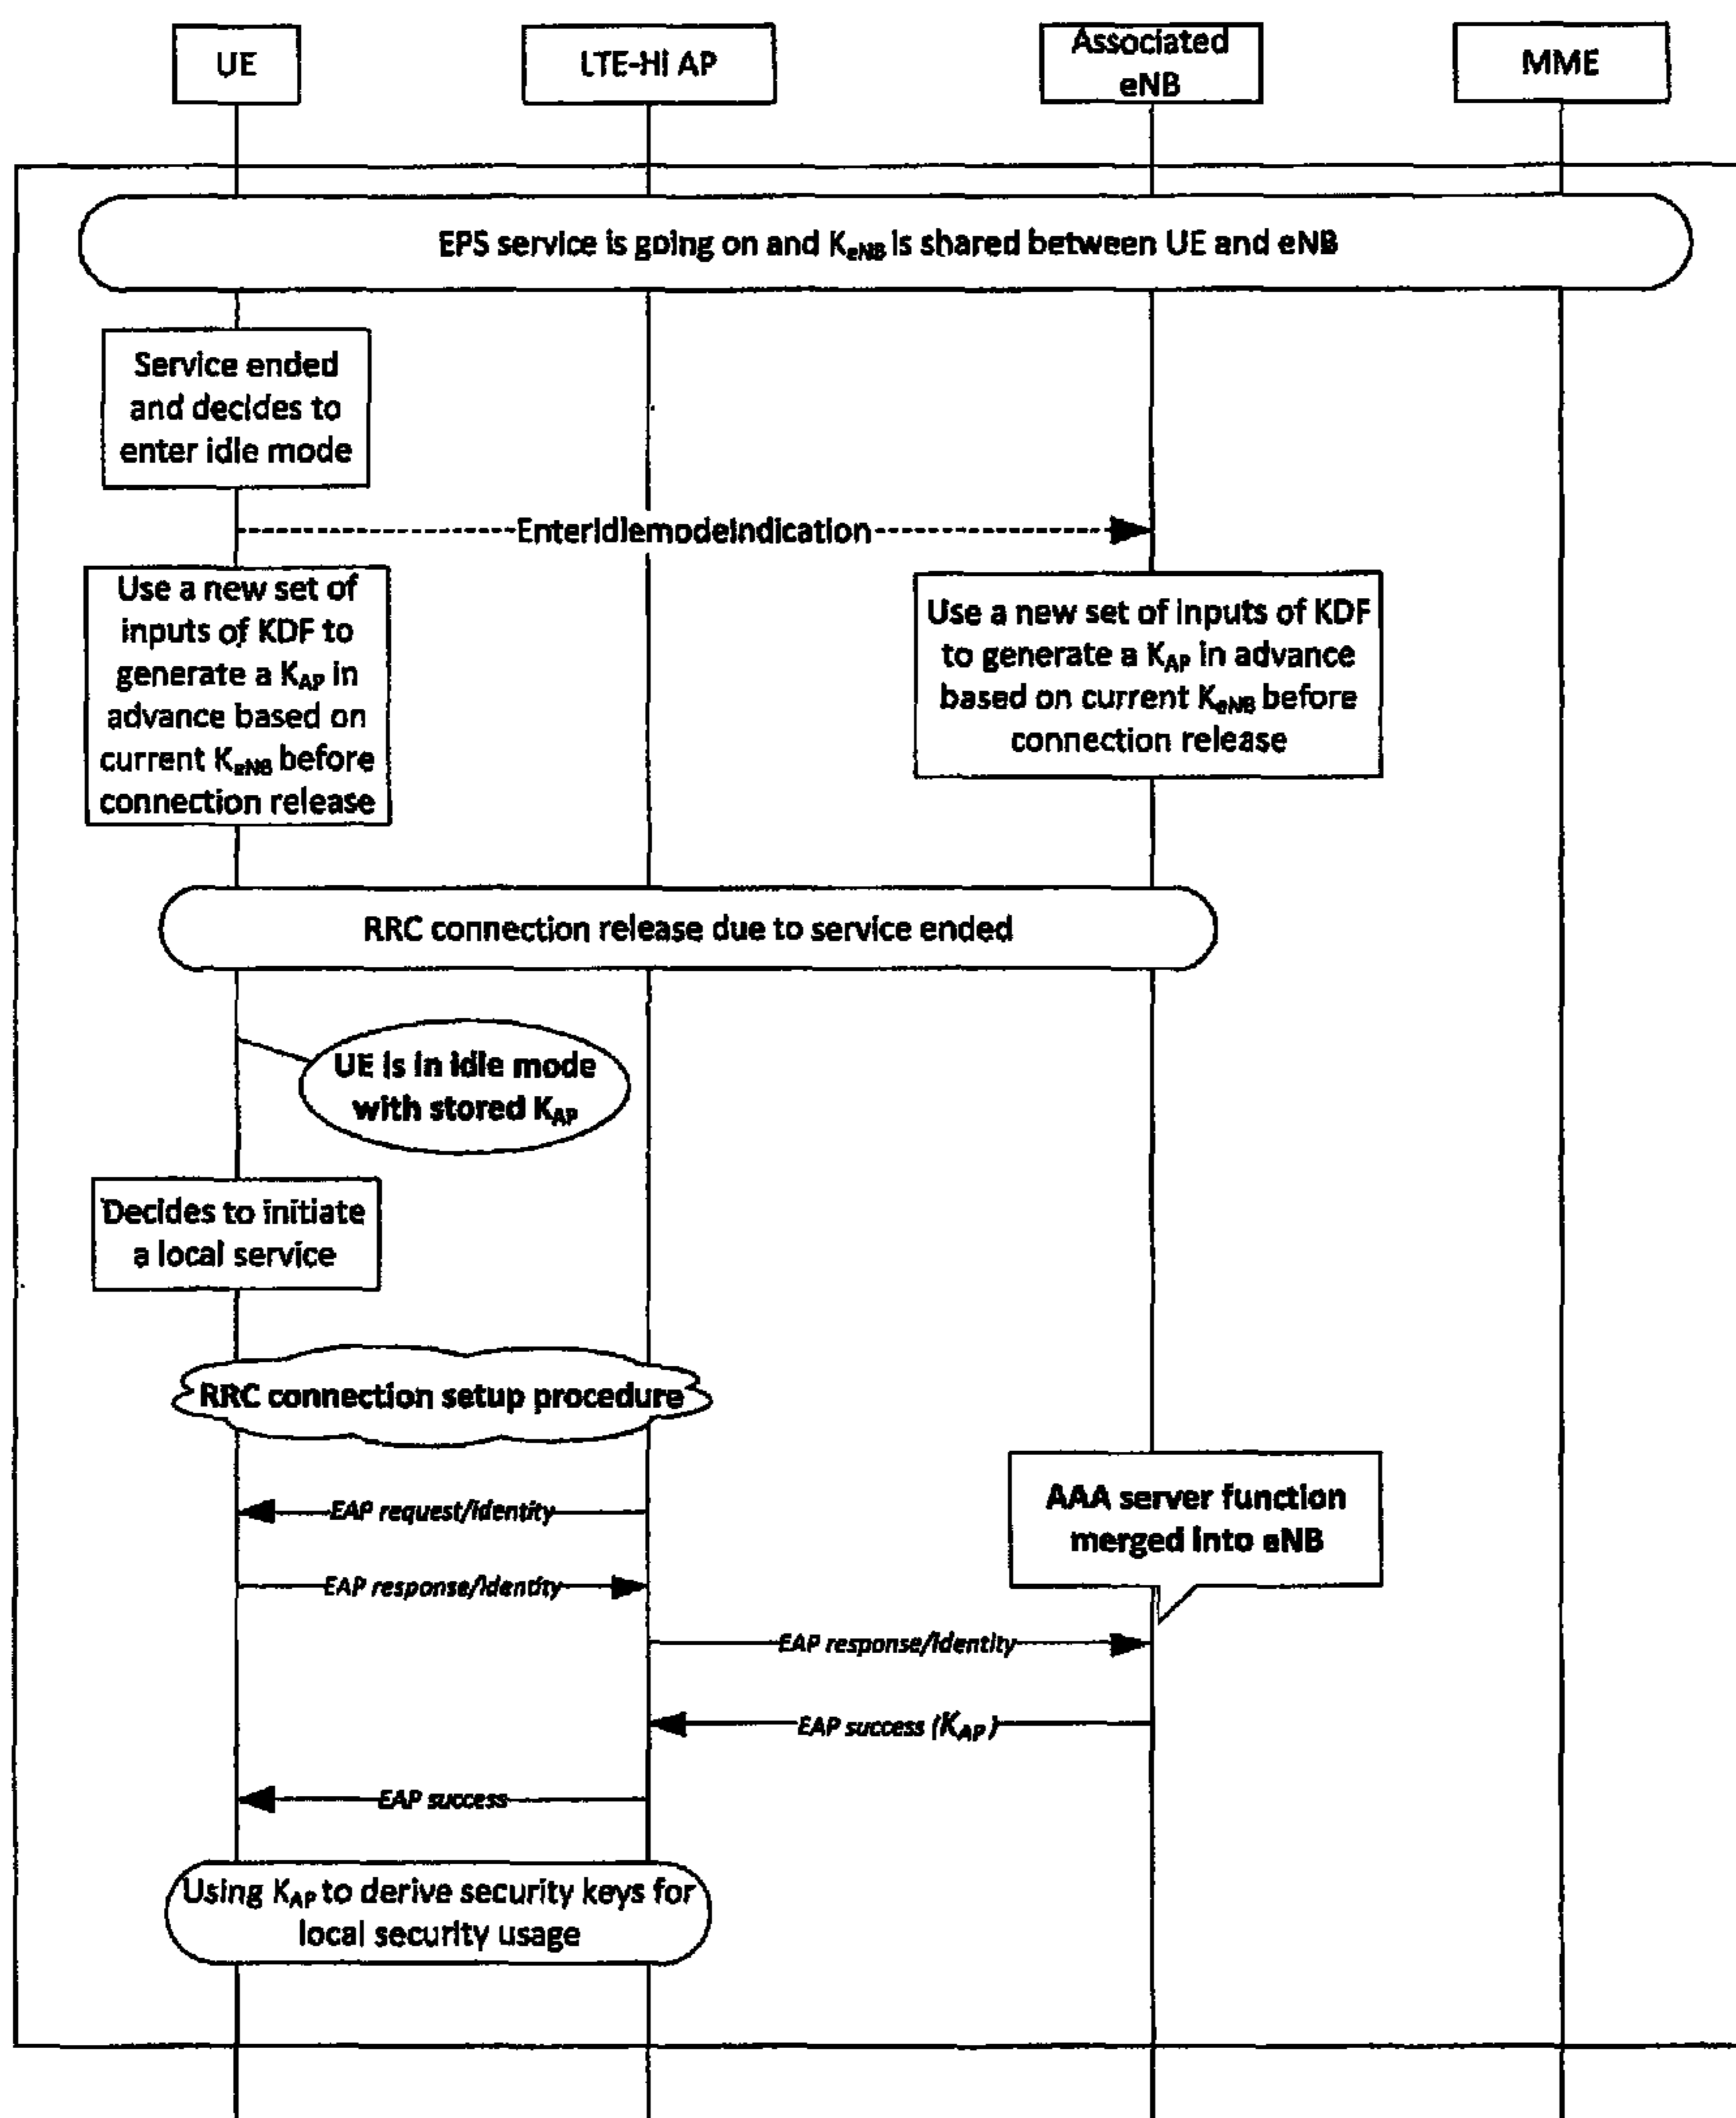 UE
LTE-Hi AP
Associated
eNB
MME
EPS service is going on and KeNB is shared between UE and eNB
Service ended
and decides to
enter idle mode
EnterIdlemodeIndication
Use a new set of
inputs of KDF to
generate a KAP in
advance based on
current KeNB before
connection release
Use a new set of inputs of KDF
to generate a KAP in advance
based on current KeNB before
connection release
RRC connection release due to service ended
UE is in idle mode
with stored KAP
Decides to initiate
a local service
RRC connection setup procedure
AAA server function
merged into eNB
EAP request/identity
EAP response/identity
EAP response/identity
EAP success (KAP)
EAP success
Using KAP to derive security keys for
local security usage